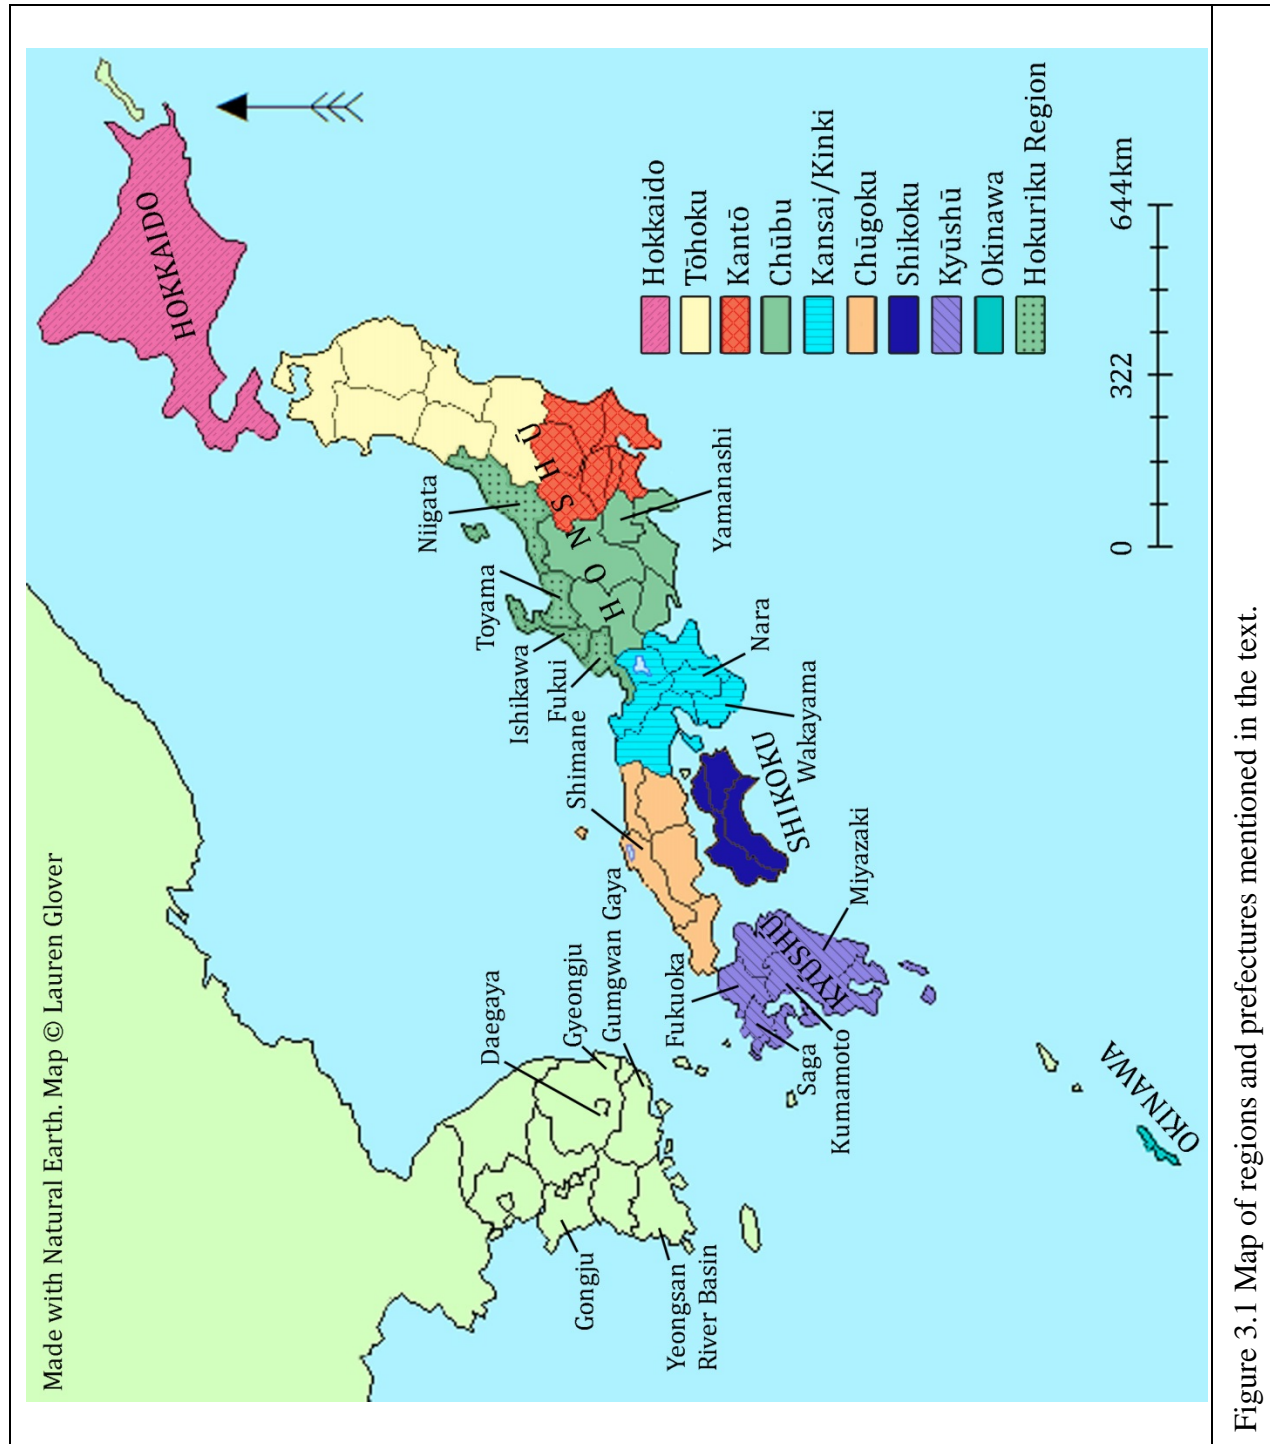 Made with Natural Earth. Map © Lauren Glover
HOKKAIDO
HONSHŪ
SHIKOKU
KYŪSHŪ
OKINAWA
Niigata
Toyama
Ishikawa
Fukui
Shimane
Yamanashi
Nara
Wakayama
Miyazaki
Fukuoka
Saga
Kumamoto
Daegaya
Gyeongju
Gumgwan Gaya
Gongju
Yeongsan
River Basin
Hokkaido
Tōhoku
Kantō
Chūbu
Kansai/Kinki
Chūgoku
Shikoku
Kyūshū
Okinawa
Hokuriku Region
0 322 644km
Figure 3.1 Map of regions and prefectures mentioned in the text.